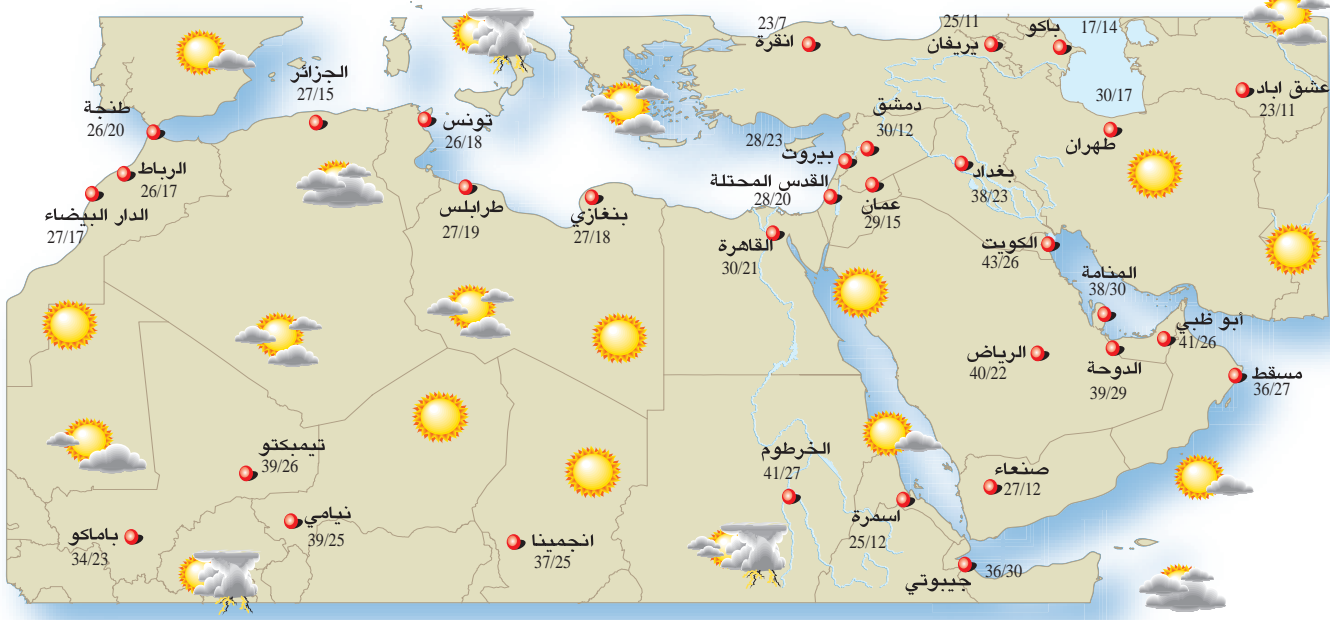 23/7
انقرة
25/11
يريفان
باكو
17/14
عشق اباد
23/11
30/17
طهران
الجزائر
27/15
طنجة
26/20
تونس
26/18
دمشق
30/12
28/23
بيروت
الرباط
26/17
القدس المحتلة
28/20
عمان
29/15
بغداد
38/23
الدار البيضاء
27/17
طرابلس
27/19
بنغازي
27/18
القاهرة
30/21
الكويت
43/26
المنامة
38/30
أبو ظبي
41/26
الرياض
40/22
الدوحة
39/29
مسقط
36/27
تيمبكتو
39/26
الخرطوم
41/27
صنعاء
27/12
نيامي
39/25
باماكو
34/23
انجمينا
37/25
اسمرة
25/12
جيبوتي
36/30